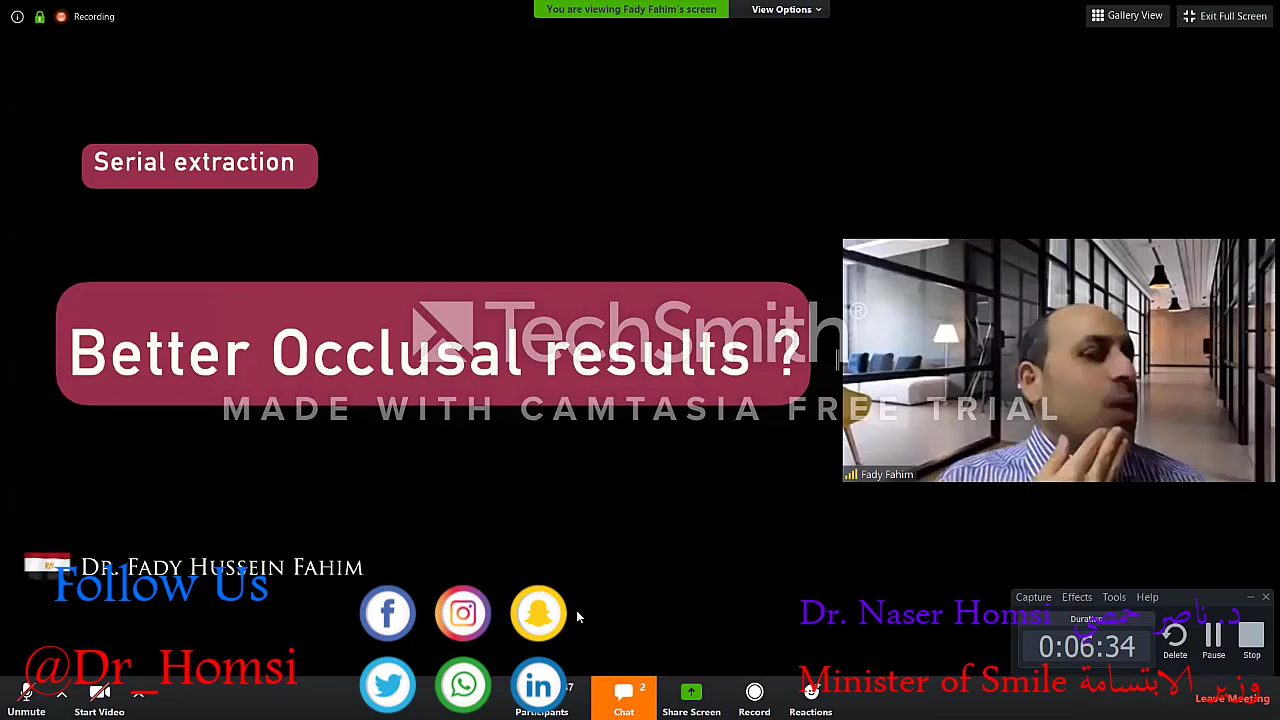 Recording
You are viewing Fady Fahim's screen
View Options
Gallery View
Exit Full Screen
Serial extraction
TechSmith®
Better Occlusal results ?
MADE WITH CAMTASIA FREE TRIAL
Fady Fahim
DR. FADY HUSSEIN FAHIM
Follow Us
@Dr_Homsi
Capture Effects Tools Help
Duration
0:06:34
Delete
Pause
Stop
Dr. Naser Homsi د. ناصر حمصي
Minister of Smile وزير الابتسامة
Unmute
Start Video
Participants
Chat
2
Share Screen
Record
Reactions
Leave Meeting